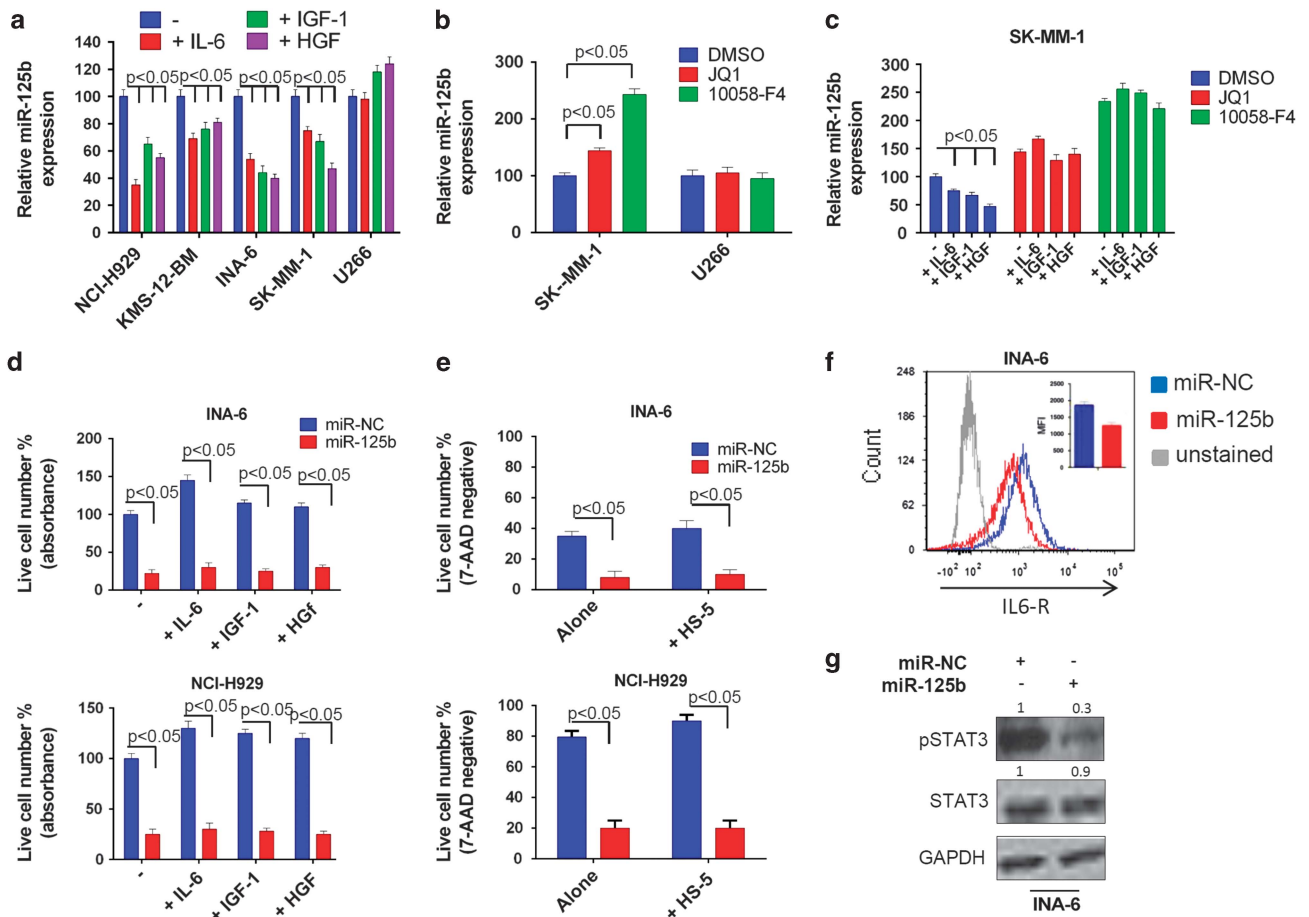 a
-
+ IL-6
+ IGF-1
+ HGF
Relative miR-125b
expression
140
120
100
80
60
40
20
0
p<0.05 p<0.05 p<0.05 p<0.05
NCI-H929
KMS-12-BM
INA-6
SK-MM-1
U266
b
DMSO
JQ1
10058-F4
Relative miR-125b
expression
300
250
200
150
100
50
0
p<0.05
p<0.05
SK--MM-1
U266
c
SK-MM-1
DMSO
JQ1
10058-F4
Relative miR-125b
expression
300
250
200
150
100
50
0
p<0.05
-
+ IL-6
+ IGF-1
+ HGF
-
+ IL-6
+ IGF-1
+ HGF
-
+ IL-6
+ IGF-1
+ HGF
d
INA-6
miR-NC
miR-125b
Live cell number %
(absorbance)
200
150
100
50
0
p<0.05
p<0.05
p<0.05
p<0.05
-
+ IL-6
+ IGF-1
+ HGf
NCI-H929
Live cell number %
(absorbance)
150
100
50
0
p<0.05
p<0.05
p<0.05
p<0.05
-
+ IL-6
+ IGF-1
+ HGF
e
INA-6
miR-NC
miR-125b
Live cell number %
(7-AAD negative)
100
80
60
40
20
0
p<0.05
p<0.05
Alone
+ HS-5
NCI-H929
Live cell number %
(7-AAD negative)
100
80
60
40
20
0
p<0.05
p<0.05
Alone
+ HS-5
f
INA-6
miR-NC
miR-125b
unstained
Count
248
186
124
62
0
MFI
2500
2000
1500
1000
500
0
-10² 10² 10³ 10⁴ 10⁵
IL6-R
g
miR-NC + -
miR-125b - +
1 0.3
pSTAT3
1 0.9
STAT3
GAPDH
INA-6